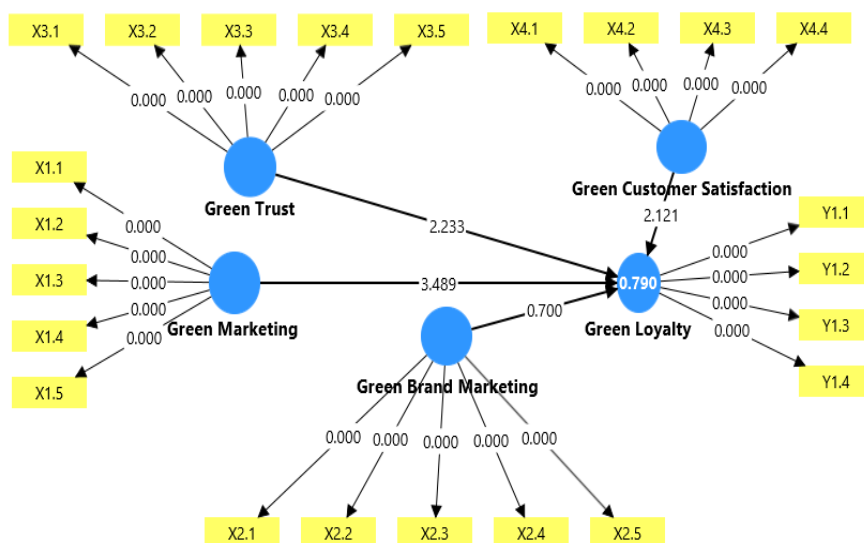 X3.1 X3.2 X3.3 X3.4 X3.5 X4.1 X4.2 X4.3 X4.4
0.000 0.000 0.000 0.000 0.000 0.000 0.000 0.000 0.000
Green Trust
Green Customer Satisfaction
2.233
2.121
X1.1
X1.2
X1.3
X1.4
X1.5
0.000
0.000
0.000
0.000
0.000
Green Marketing
3.489
0.700
0.790
Green Loyalty
0.000
0.000
0.000
0.000
Y1.1
Y1.2
Y1.3
Y1.4
Green Brand Marketing
0.000 0.000 0.000 0.000 0.000
X2.1 X2.2 X2.3 X2.4 X2.5